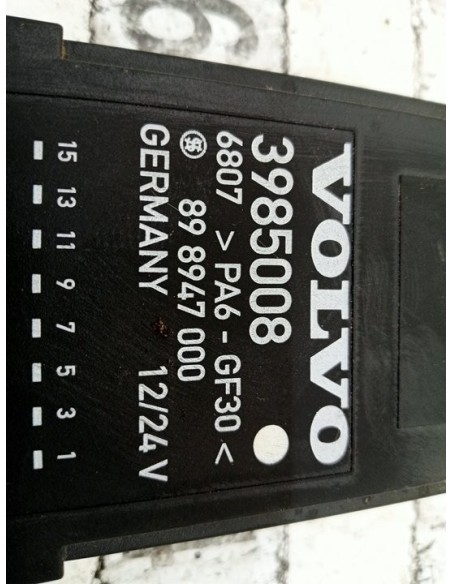 VOLVO
3985008
6807 > PA6 - GF30 <
89 8947 000
GERMANY 12/24 V
15 13 11 9 7 5 3 1